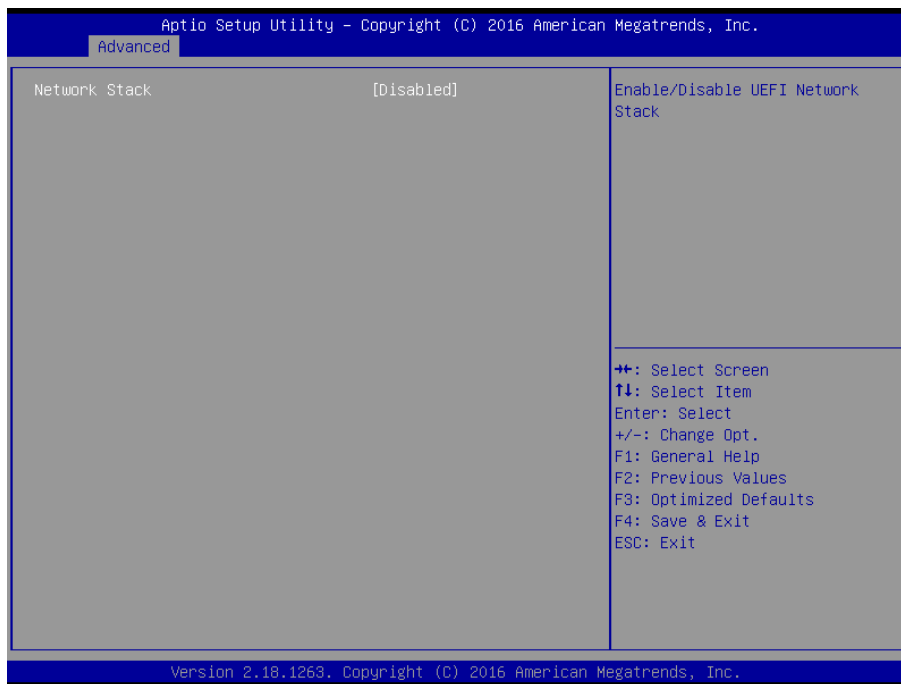 Aptio Setup Utility – Copyright (C) 2016 American Megatrends, Inc.
Advanced
Network Stack [Disabled]
Enable/Disable UEFI Network
Stack
→←: Select Screen
↑↓: Select Item
Enter: Select
+/-: Change Opt.
F1: General Help
F2: Previous Values
F3: Optimized Defaults
F4: Save & Exit
ESC: Exit
Version 2.18.1263. Copyright (C) 2016 American Megatrends, Inc.